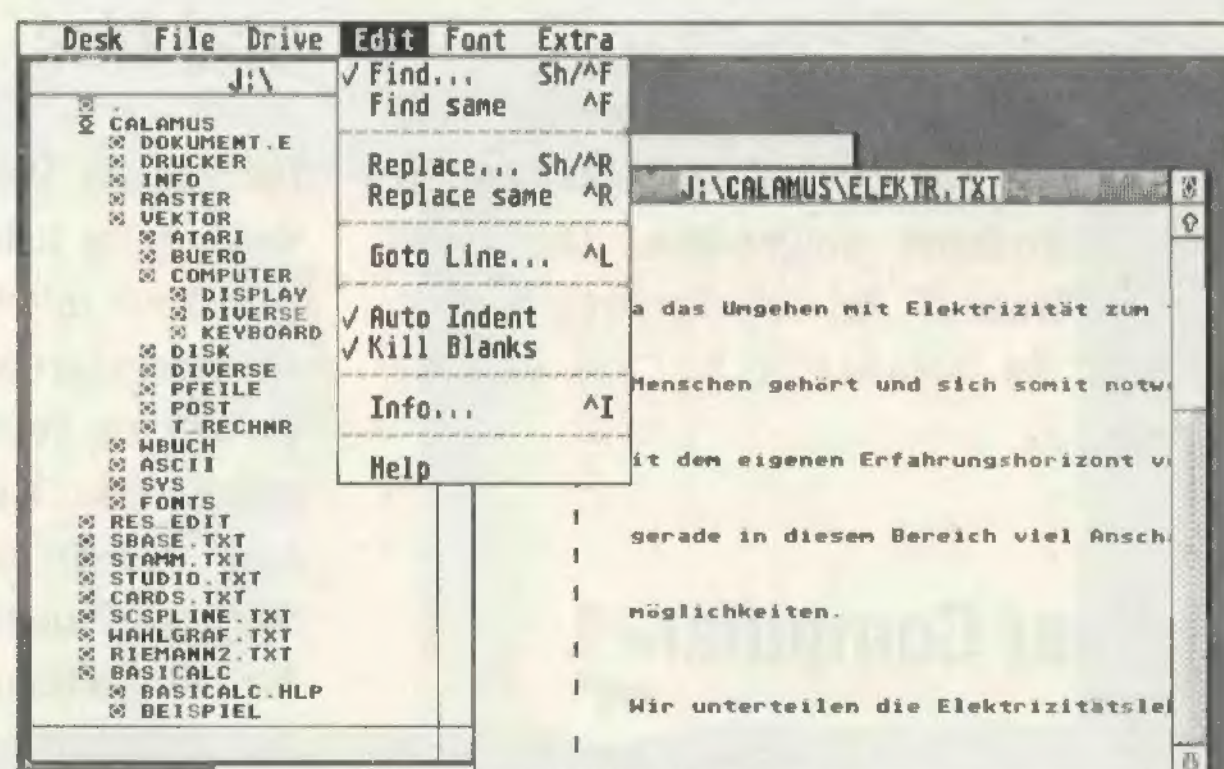 Desk File Drive Edit Font Extra
J:\
.
CALAMUS
DOKUMENT.E
DRUCKER
INFO
RASTER
VEKTOR
ATARI
BUERO
COMPUTER
DISPLAY
DIVERSE
KEYBOARD
DISK
DIVERSE
PFEILE
POST
T_RECHNR
WBUCH
ASCII
SYS
FONTS
RES_EDIT
SBASE.TXT
STAMM.TXT
STUDIO.TXT
CARDS.TXT
SCSPLINE.TXT
WAHLGRAF.TXT
RIEMANN2.TXT
BASICALC
BASICALC.HLP
BEISPIEL
✓ Find... Sh/^F
Find same ^F
Replace... Sh/^R
Replace same ^R
Goto Line... ^L
✓ Auto Indent
✓ Kill Blanks
Info... ^I
Help
J:\CALAMUS\ELEKTR.TXT
a das Umgehen mit Elektrizität zum
Menschen gehört und sich somit notw
it dem eigenen Erfahrungshorizont v
gerade in diesem Bereich viel Ansch
möglichkeiten.
Wir unterteilen die Elektrizitätsle